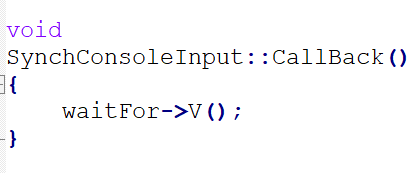 void
SynchConsoleInput::CallBack()
{
    waitFor->V();
}